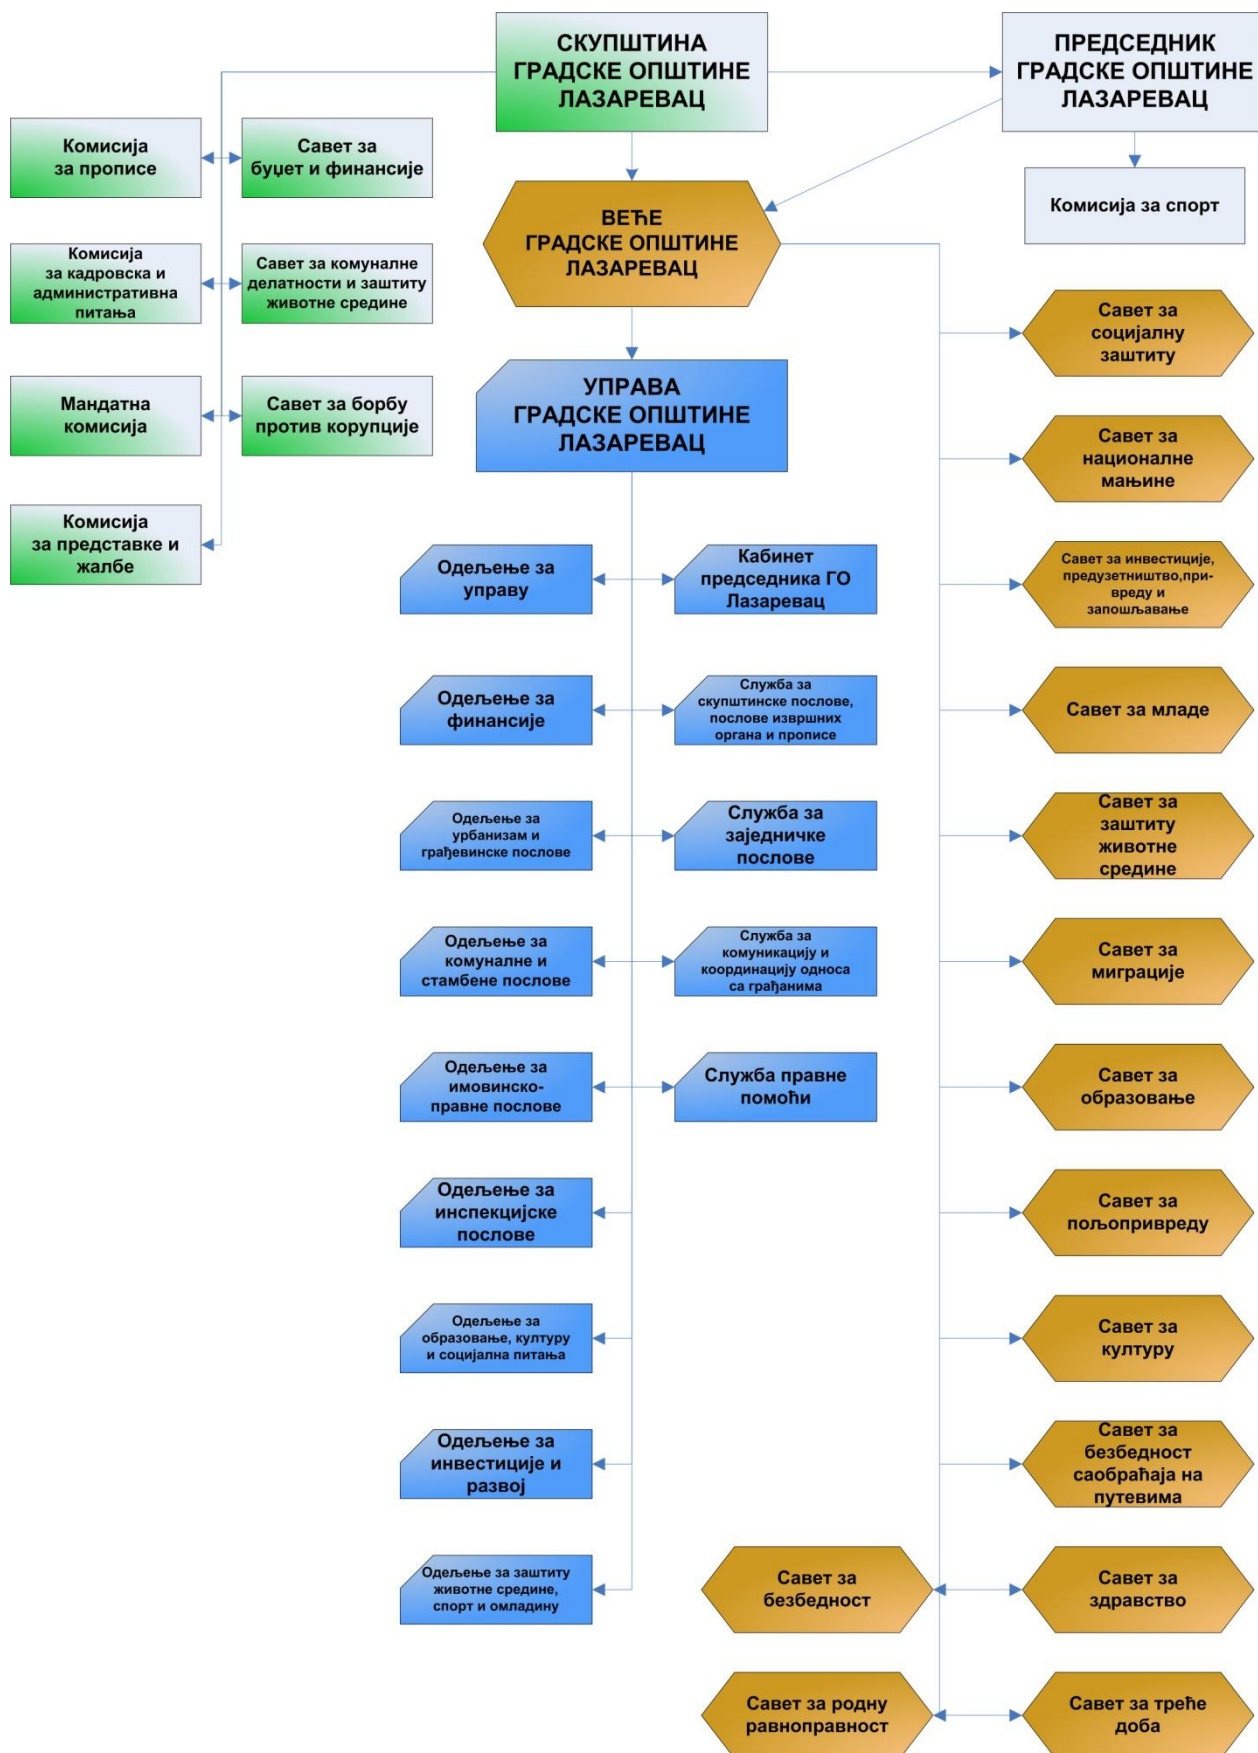 СКУПШТИНА
ГРАДСКЕ ОПШТИНЕ
ЛАЗАРЕВАЦ
ПРЕДСЕДНИК
ГРАДСКЕ ОПШТИНЕ
ЛАЗАРЕВАЦ
Комисија
за прописе
Савет за
буџет и финансије
Комисија
за кадровска и
административна
питања
Савет за комуналне
делатности и заштиту
животне средине
Мандатна
комисија
Савет за борбу
против корупције
Комисија
за представке и
жалбе
Комисија за спорт
ВЕЋЕ
ГРАДСКЕ ОПШТИНЕ
ЛАЗАРЕВАЦ
УПРАВА
ГРАДСКЕ ОПШТИНЕ
ЛАЗАРЕВАЦ
Одељење за
управу
Кабинет
председника ГО
Лазаревац
Одељење за
финансије
Служба за
скупштинске послове,
послове извршних
органа и прописе
Одељење за
урбанизам и
грађевинске послове
Служба за
заједничке
послове
Одељење за
комуналне и
стамбене послове
Служба за
комуникацију и
координацију односа
са грађанима
Одељење за
имовинско-
правне послове
Служба правне
помоћи
Одељење за
инспекцијске
послове
Одељење за
образовање, културу
и социјална питања
Одељење за
инвестиције и
развој
Одељење за заштиту
животне средине,
спорт и омладину
Савет за
социјалну
заштиту
Савет за
националне
мањине
Савет за инвестиције,
предузетништво,при-
вреду и
запошљавање
Савет за младе
Савет за
заштиту
животне
средине
Савет за
миграције
Савет за
образовање
Савет за
пољопривреду
Савет за
културу
Савет за
безбедност
саобраћаја на
путевима
Савет за
безбедност
Савет за
здравство
Савет за родну
равноправност
Савет за треће
доба